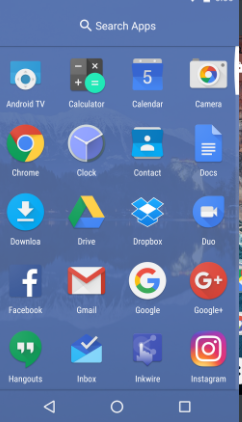 Search Apps
Android TV
Calculator
Calendar
Camera
5
Chrome
Clock
Contact
Docs
Downloa
Drive
Dropbox
Duo
Facebook
Gmail
Google
Google+
G+
Hangouts
Inbox
Inkwire
Instagram